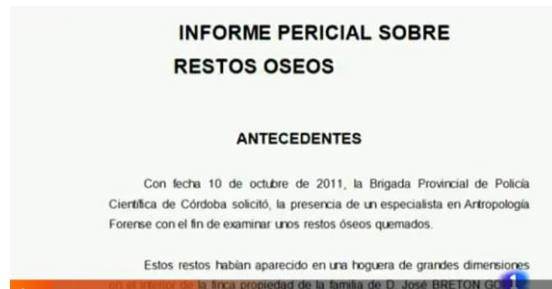 INFORME PERICIAL SOBRE
RESTOS OSEOS
ANTECEDENTES
Con fecha 10 de octubre de 2011, la Brigada Provincial de Policía
Científica de Córdoba solicitó, la presencia de un especialista en Antropología
Forense con el fin de examinar unos restos óseos quemados.
Estos restos habían aparecido en una hoguera de grandes dimensiones
en el interior de la finca propiedad de la familia de D. José BRETON
1